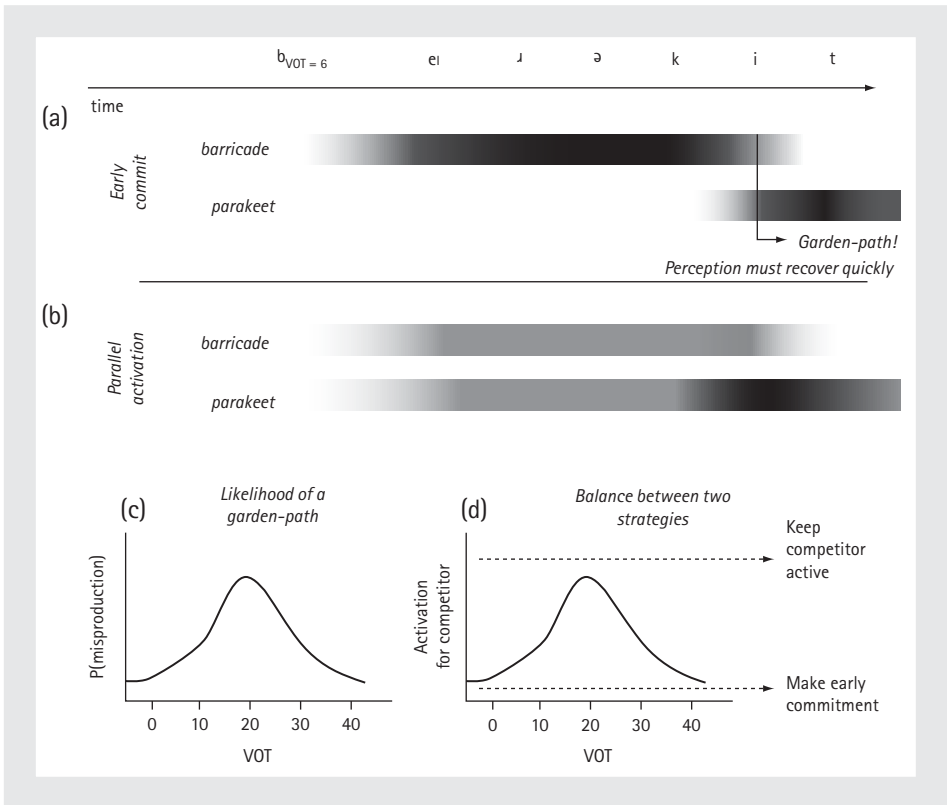 bVOT = 6 eı ɹ ə k i t
time
(a)
Early
commit
barricade
parakeet
Garden-path!
Perception must recover quickly
(b)
Parallel
activation
barricade
parakeet
(c)
Likelihood of a
garden-path
P(misproduction)
0 10 20 30 40
VOT
(d)
Balance between two
strategies
Activation
for competitor
Keep
competitor
active
Make early
commitment
0 10 20 30 40
VOT